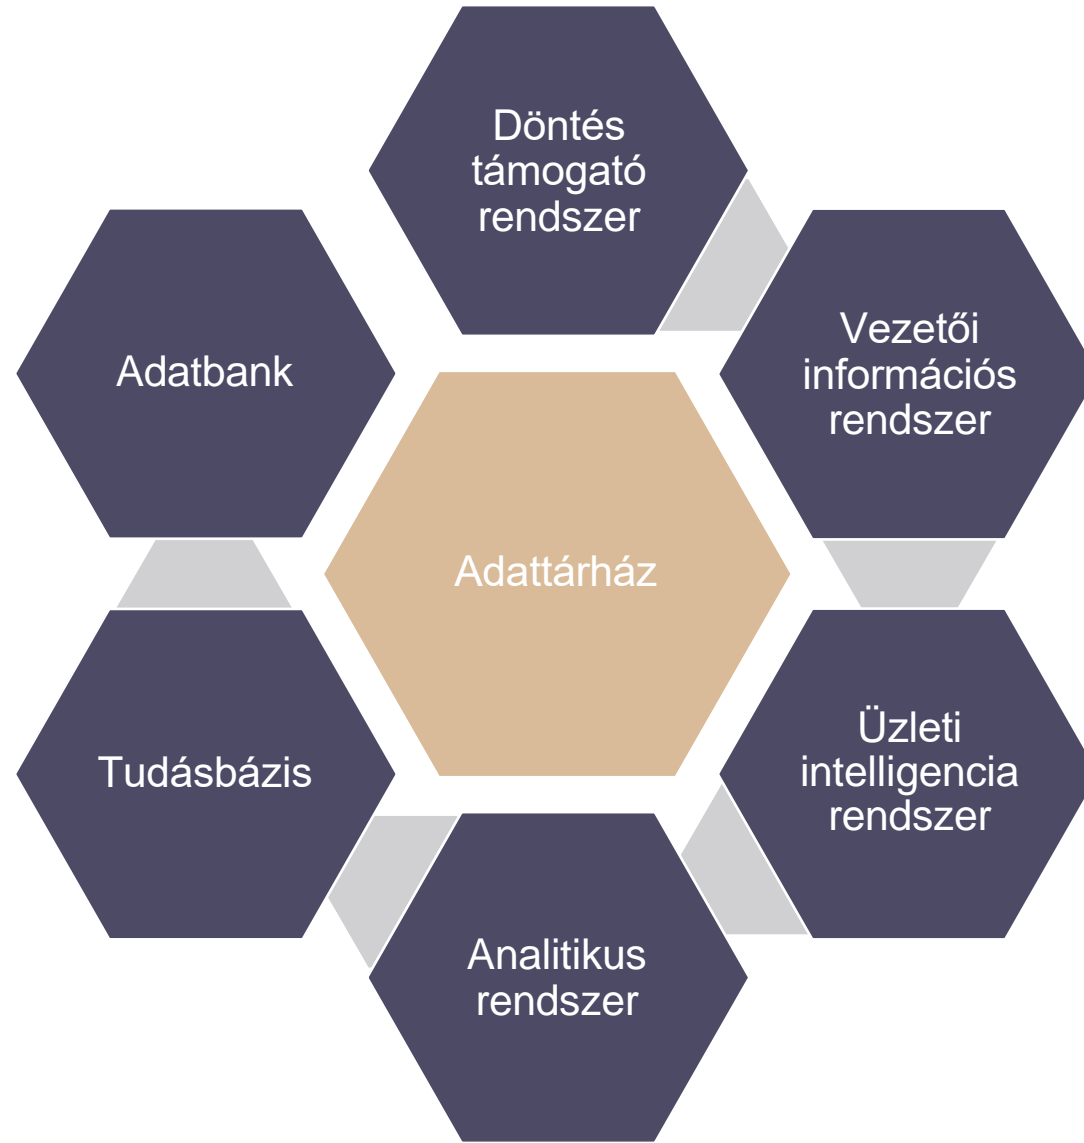 Döntés
támogató
rendszer
Vezetői
információs
rendszer
Üzleti
intelligencia
rendszer
Analitikus
rendszer
Tudásbázis
Adatbank
Adattárház